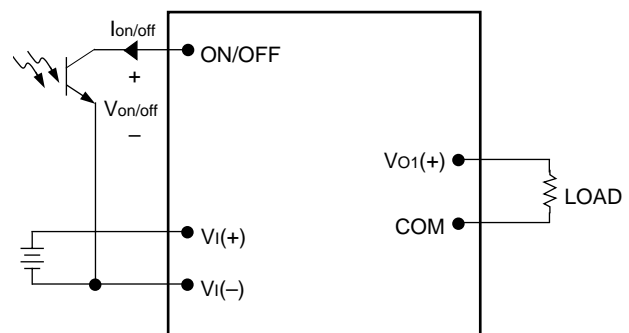 Ion/off
ON/OFF
+
Von/off
–
VO1(+)
LOAD
COM
VI(+)
VI(–)